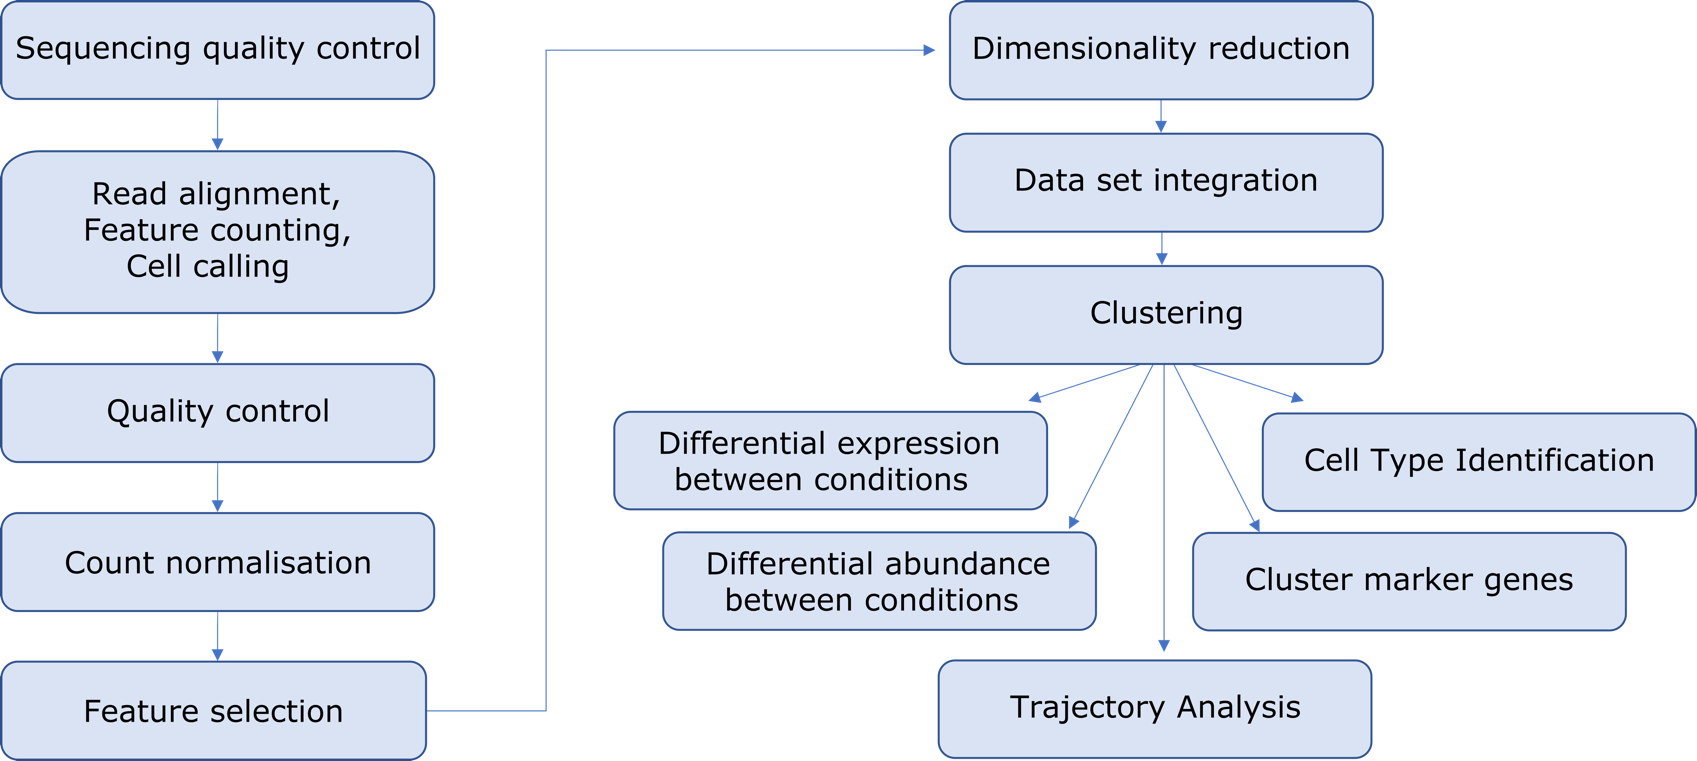 Sequencing quality control
Read alignment,
Feature counting,
Cell calling
Quality control
Count normalisation
Feature selection
Dimensionality reduction
Data set integration
Clustering
Differential expression
between conditions
Cell Type Identification
Differential abundance
between conditions
Cluster marker genes
Trajectory Analysis